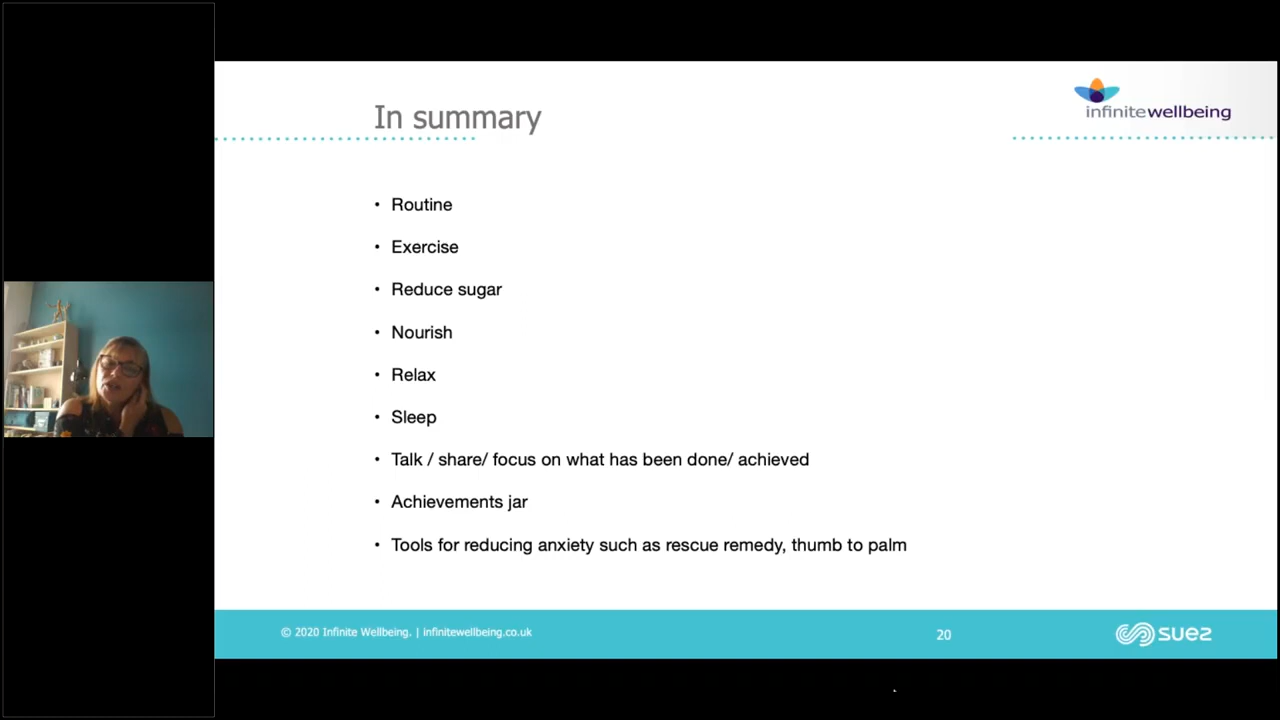 In summary
infinitewellbeing
• Routine
• Exercise
• Reduce sugar
• Nourish
• Relax
• Sleep
• Talk / share/ focus on what has been done/ achieved
• Achievements jar
• Tools for reducing anxiety such as rescue remedy, thumb to palm
© 2020 Infinite Wellbeing. | infinitewellbeing.co.uk
20
suez